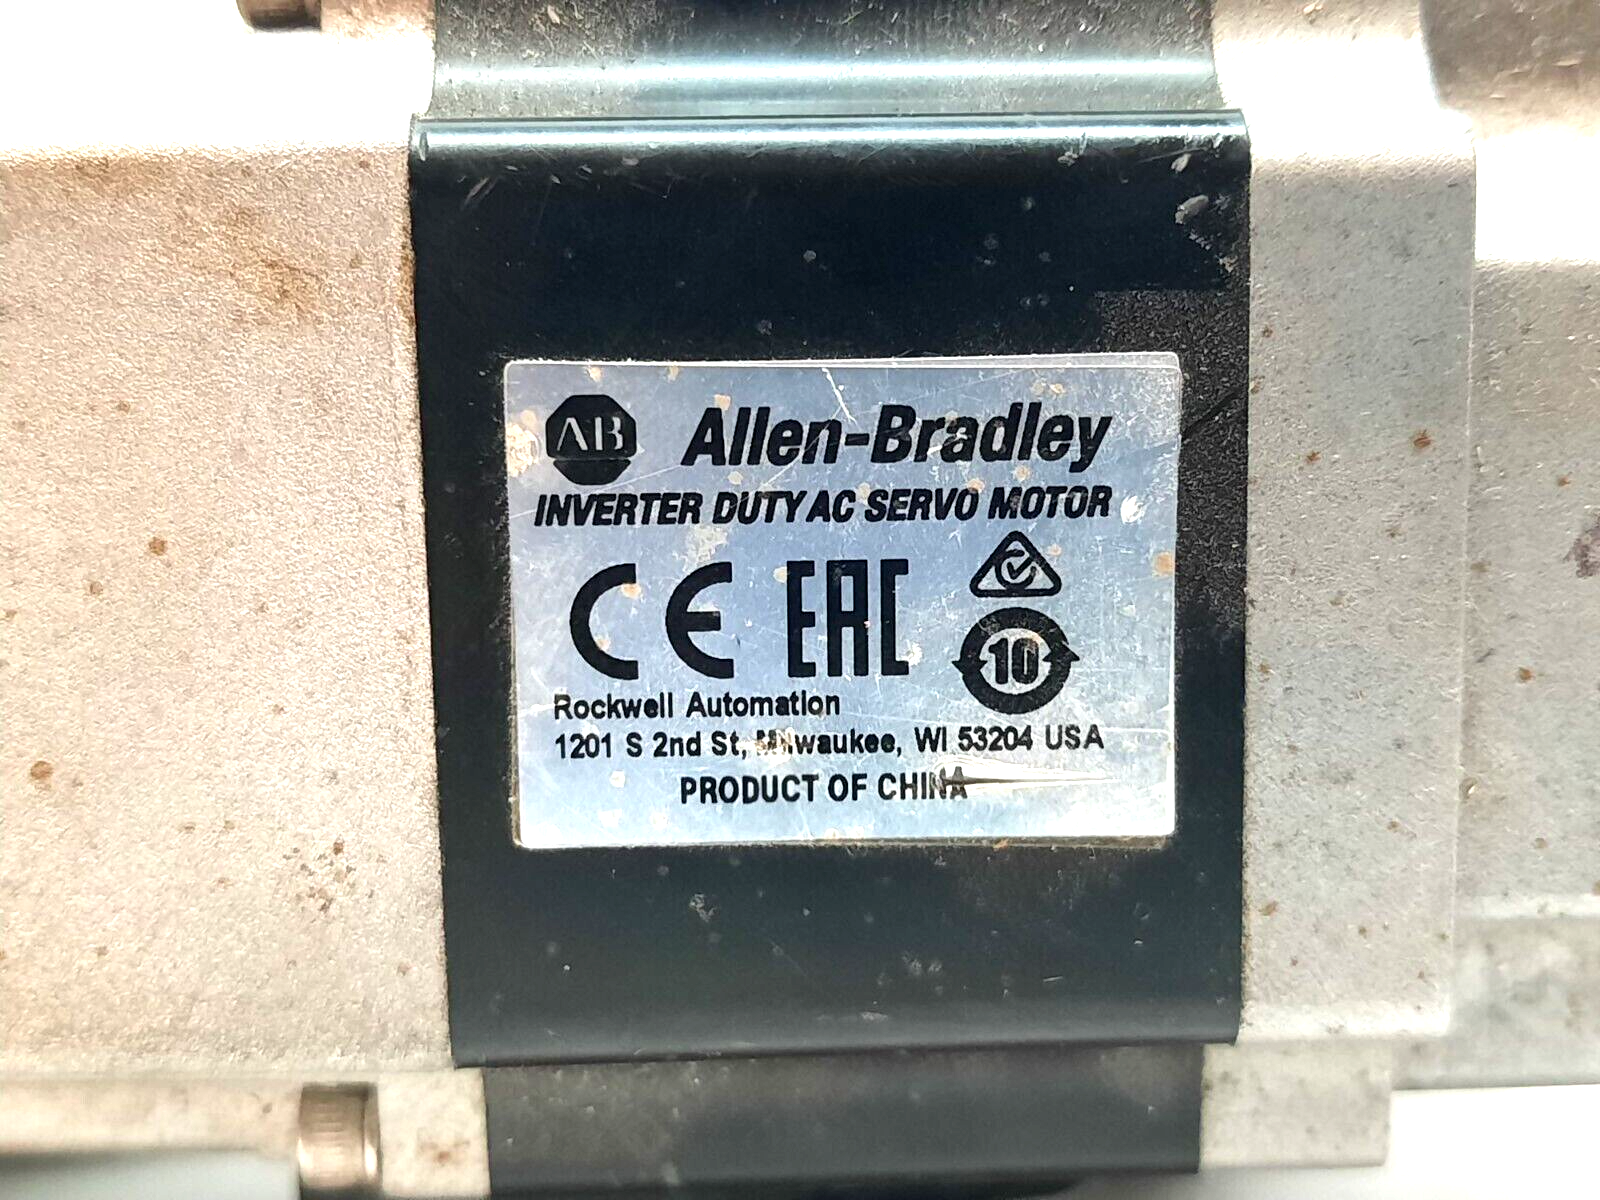 AB Allen-Bradley
INVERTER DUTY AC SERVO MOTOR
CE EAC
10
Rockwell Automation
1201 S 2nd St, Milwaukee, WI 53204 USA
PRODUCT OF CHINA